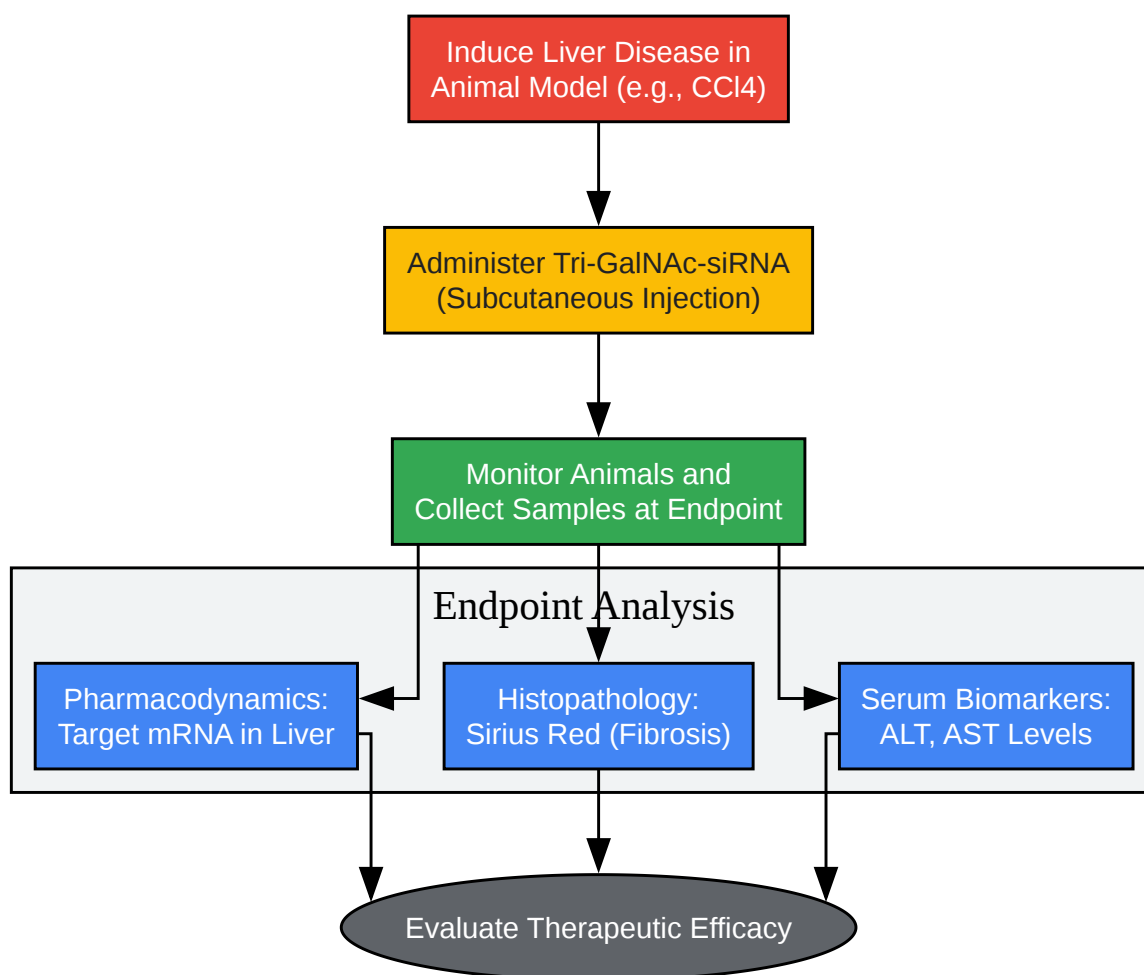 Induce Liver Disease in
Animal Model (e.g., CCl4)
Administer Tri-GalNAc-siRNA
(Subcutaneous Injection)
Monitor Animals and
Collect Samples at Endpoint
Endpoint Analysis
Pharmacodynamics:
Target mRNA in Liver
Histopathology:
Sirius Red (Fibrosis)
Serum Biomarkers:
ALT, AST Levels
Evaluate Therapeutic Efficacy